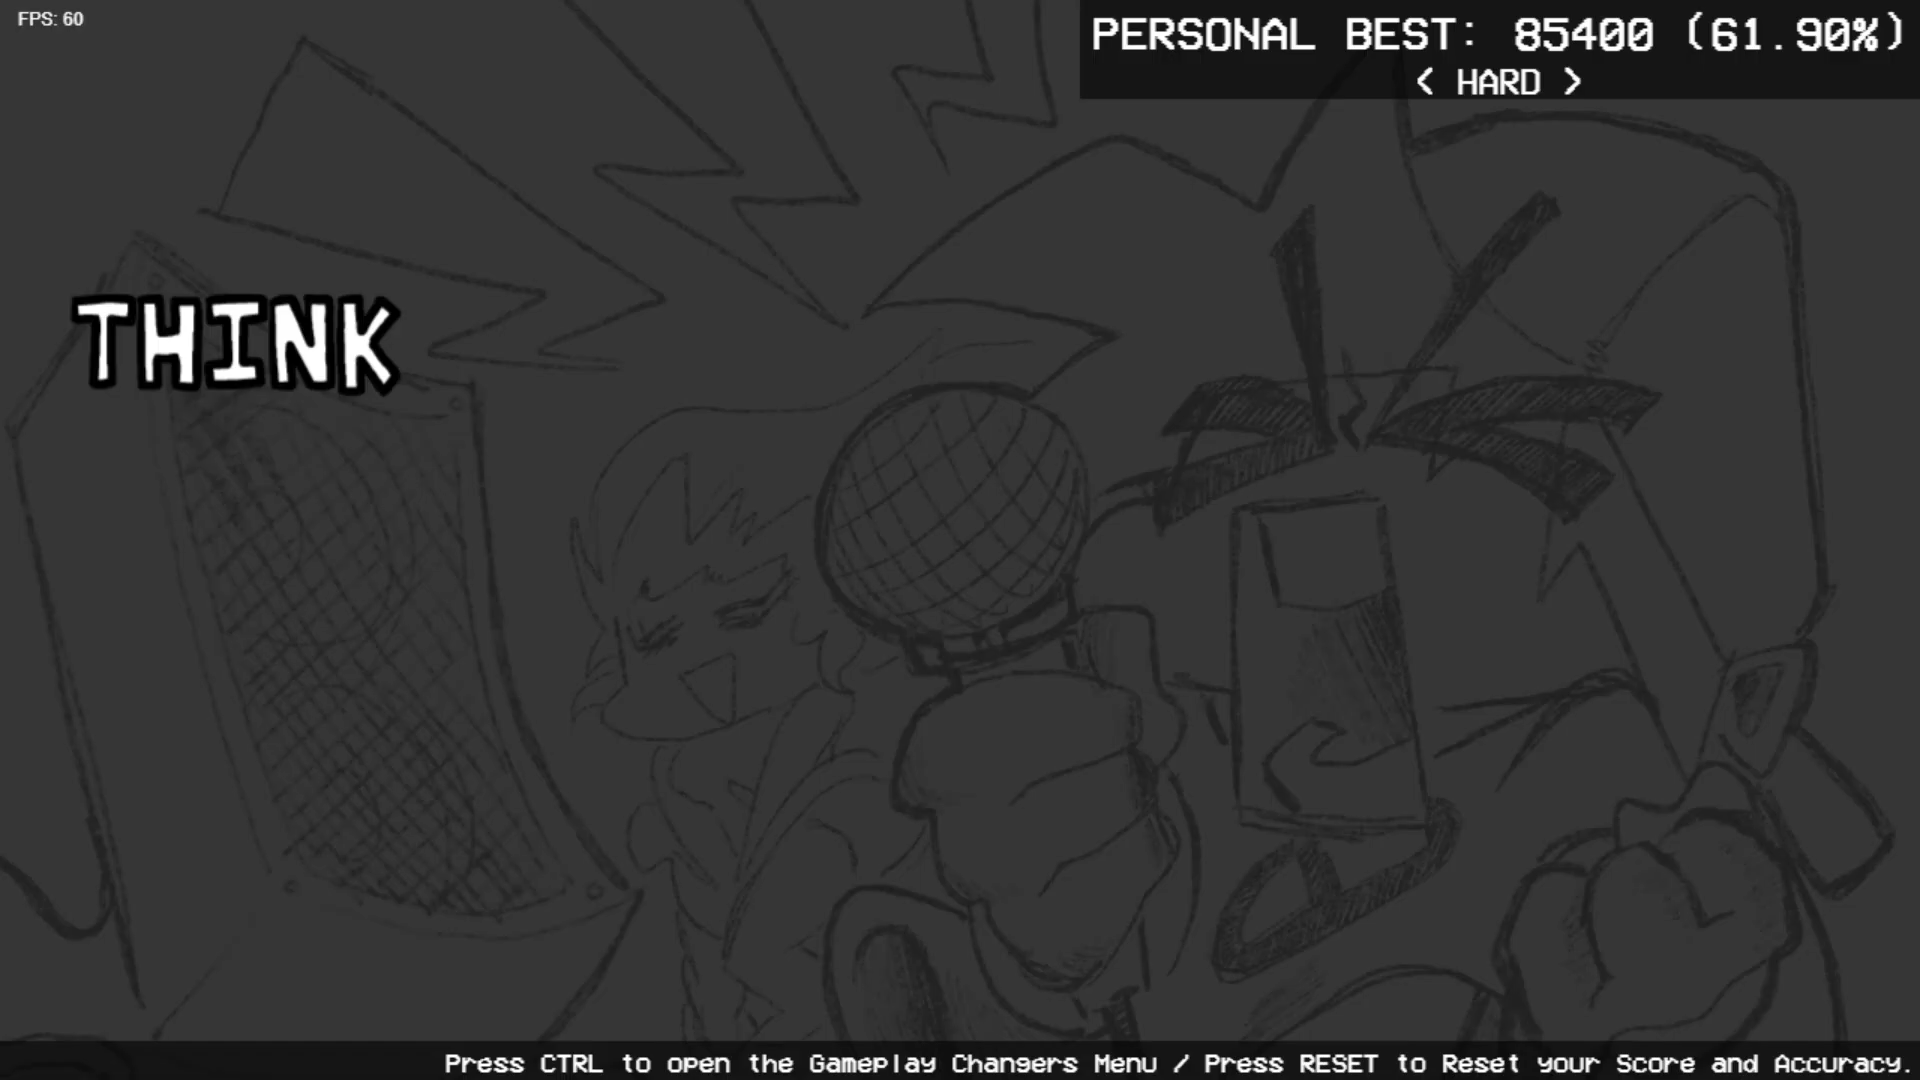 FPS: 60
PERSONAL BEST: 85400 (61.90%)
< HARD >
THINK
Press CTRL to open the Gameplay Changers Menu / Press RESET to Reset your Score and Accuracy.